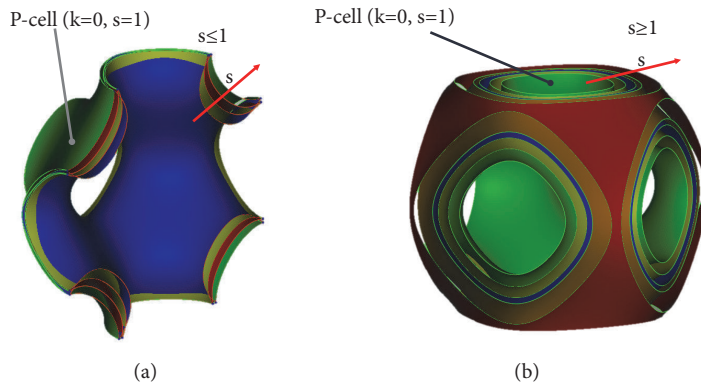 P-cell (k=0, s=1)
s≤1
s
(a)
P-cell (k=0, s=1)
s≥1
s
(b)